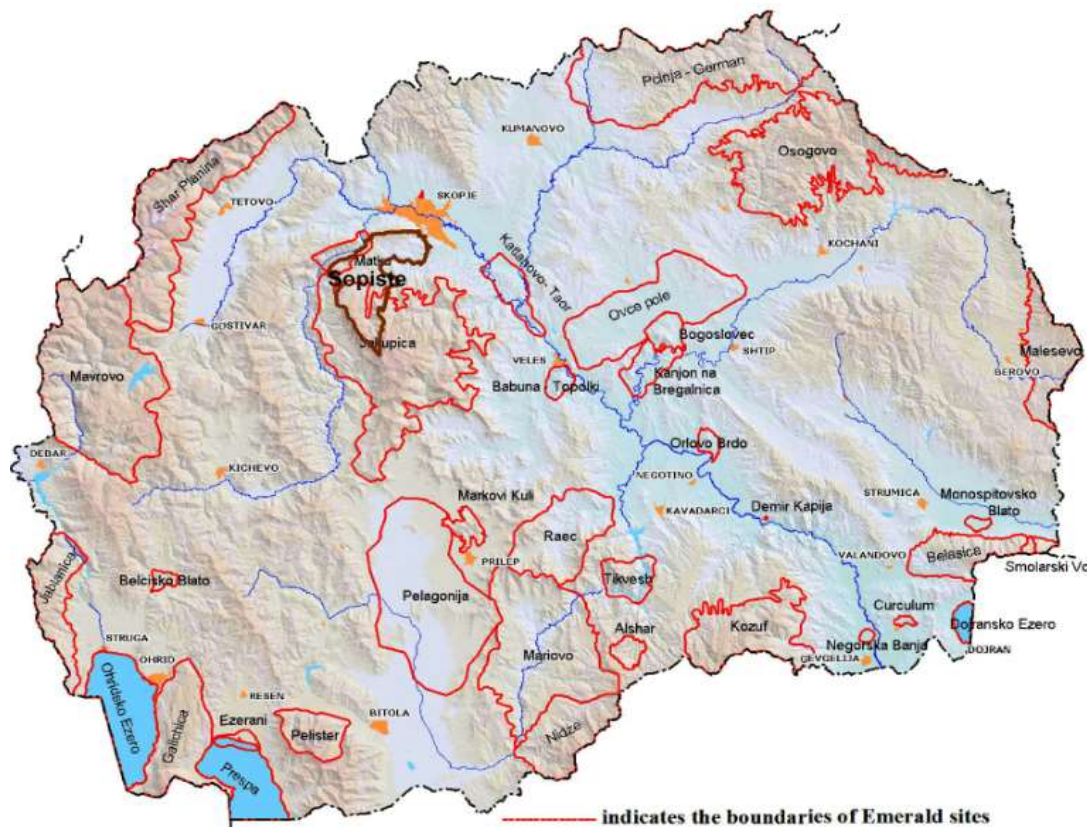 Pcinja - German
KUMANOVO
Osogovo
Shar Planina
TETOVO
SKOPJE
KOCHANI
Matka
Sopiste
Katlanovo- Taor
Ovce pole
GOSTIVAR
Jakupica
Bogoslovec
SHTIP
Malesevo
Mavrovo
VELES
Babuna
Topolki
Kanjon na
Bregalnica
BEROVO
Orlovo Brdo
DEBAR
KICHEVO
NEGOTINO
Markovi Kuli
STRUMICA
Monospitovsko
Blato
KAVADARCI
Demir Kapija
Raec
PRILEP
VALANDOVO
Belasica
Smolarski Vo
Jablanica
Belcisko Blato
Tikvesh
Pelagonija
Curculum
Dojransko Ezero
Alshar
Kozuf
STRUGA
OHRID
Mariovo
Negorska Banja
GEVGELIJA
DOJRAN
Ohridsko Ezero
Galichica
RESEN
Ezerani
BITOLA
Pelister
Nidze
Prespa
indicates the boundaries of Emerald sites